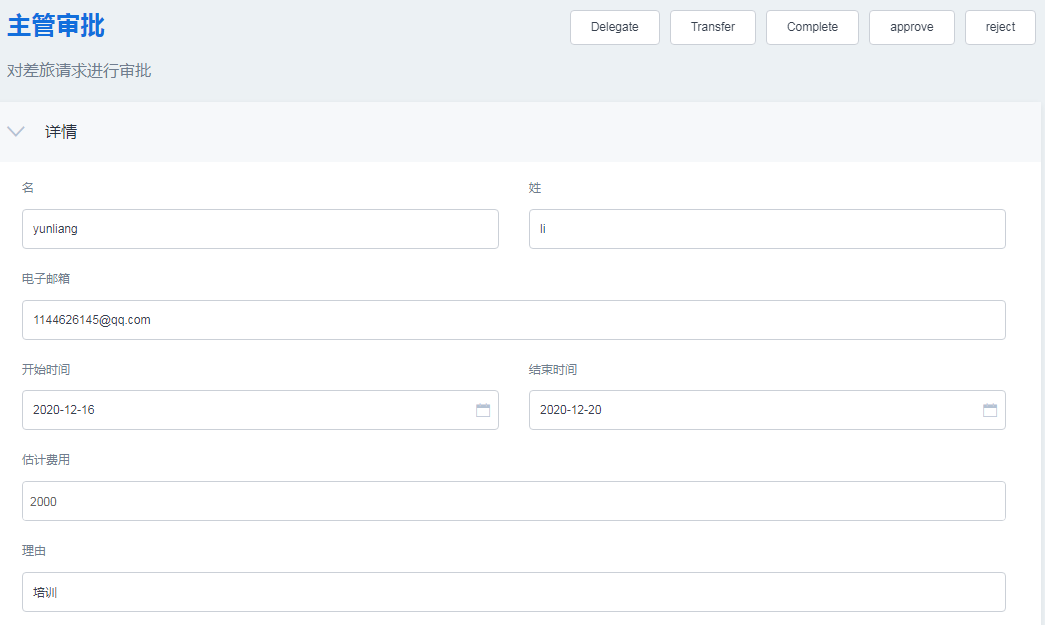 主管审批
Delegate
Transfer
Complete
approve
reject
对差旅请求进行审批
详情
名
姓
yunliang
li
电子邮箱
1144626145@qq.com
开始时间
结束时间
2020-12-16
2020-12-20
估计费用
2000
理由
培训